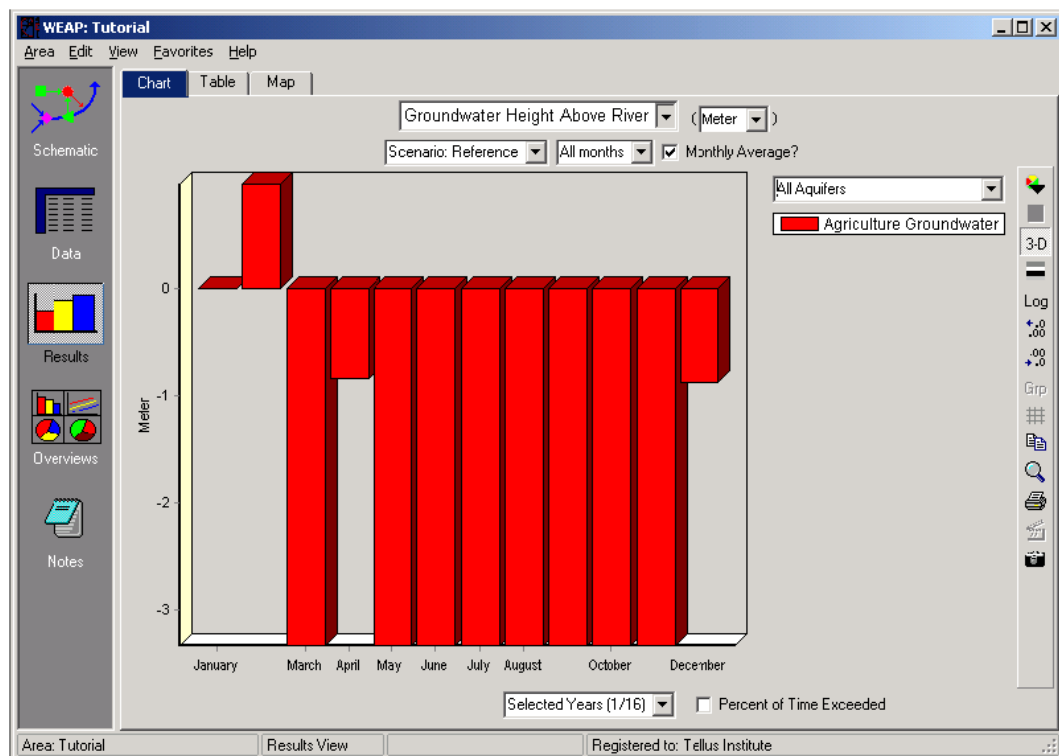 WEAP: Tutorial
Area Edit View Favorites Help
Chart Table Map
Groundwater Height Above River ( Meter )
Scenario: Reference All months Monthly Average?
All Aquifers
Agriculture Groundwater
Schematic
Data
Results
Overviews
Notes
3-D
Log
.00
.00
Grp
Meter
0
-1
-2
-3
January March April May June July August October December
Selected Years (1/16) Percent of Time Exceeded
Area: Tutorial Results View Registered to: Tellus Institute